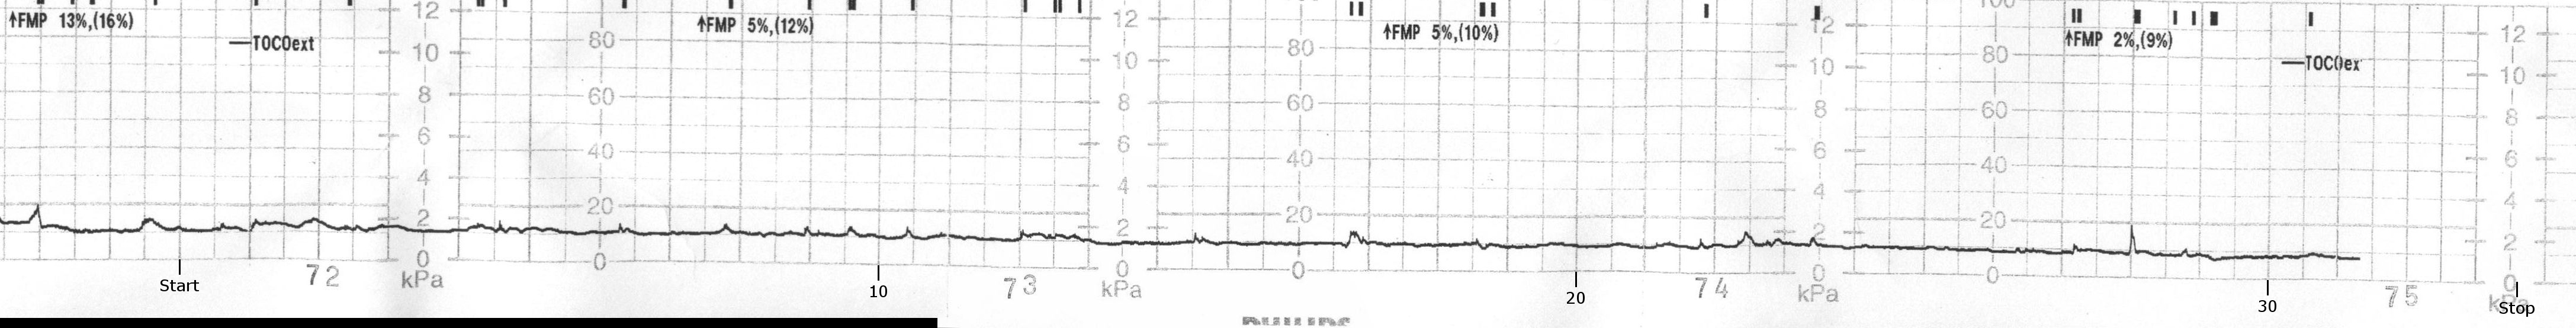 100
12 12 12 12
↑FMP 13%,(16%) ↑FMP 5%,(12%) ↑FMP 5%,(10%) ↑FMP 2%,(9%)
—TOCOext —TOCOex
10 80 10 80 10 80 10
8 60 8 60 8 60 8
6 40 6 40 6 40 6
4 20 4 20 4 20 4
2 2 2 2
0 0 0 0 0 0 0
72 kPa 73 kPa 74 kPa 75 kPa
Start 10 20 30 Stop